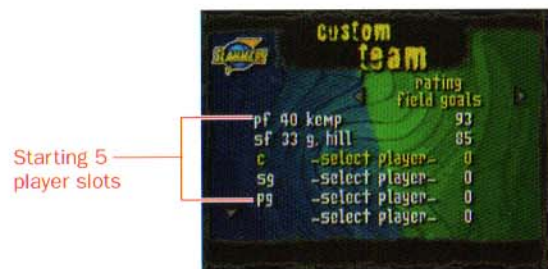 custom
team
SLAMMERS
rating
field goals
pf 40 kemp 93
sf 33 g. hill 85
c -select player- 0
sg -select player- 0
pg -select player- 0
-select player- 0
Starting 5
player slots